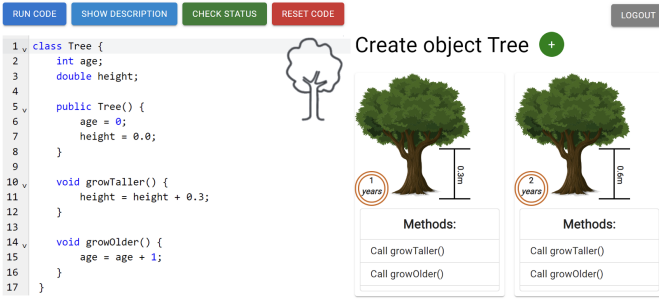 RUN CODE
SHOW DESCRIPTION
CHECK STATUS
RESET CODE
LOGOUT
1 class Tree {
2     int age;
3     double height;
4
5     public Tree() {
6         age = 0;
7         height = 0.0;
8     }
9
10     void growTaller() {
11         height = height + 0.3;
12     }
13
14     void growOlder() {
15         age = age + 1;
16     }
17 }
Create object Tree +
1
years
0.3m
Methods:
Call growTaller()
Call growOlder()
2
years
0.6m
Methods:
Call growTaller()
Call growOlder()